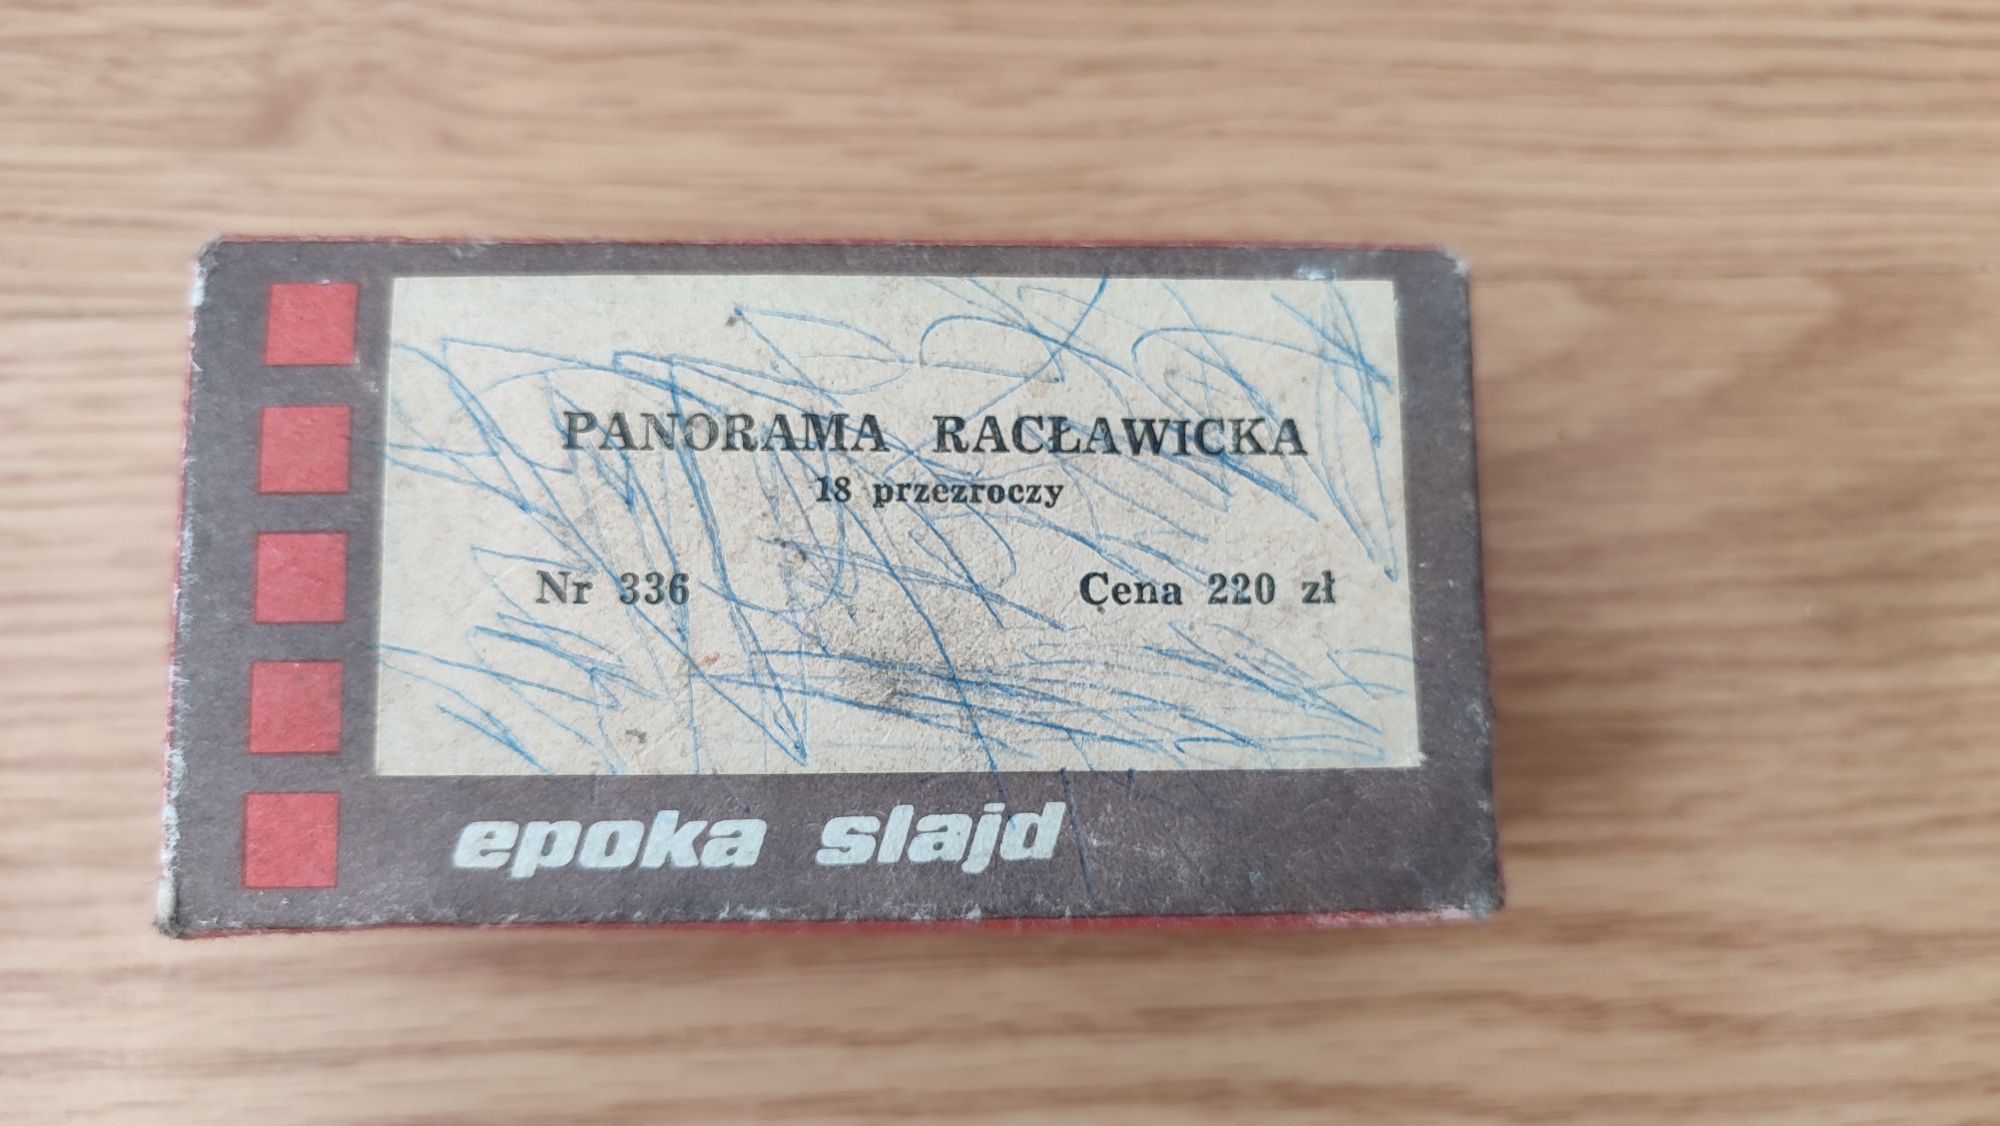 PANORAMA RACŁAWICKA
18 przezroczy
Nr 336 Cena 220 zł
epoka slajd